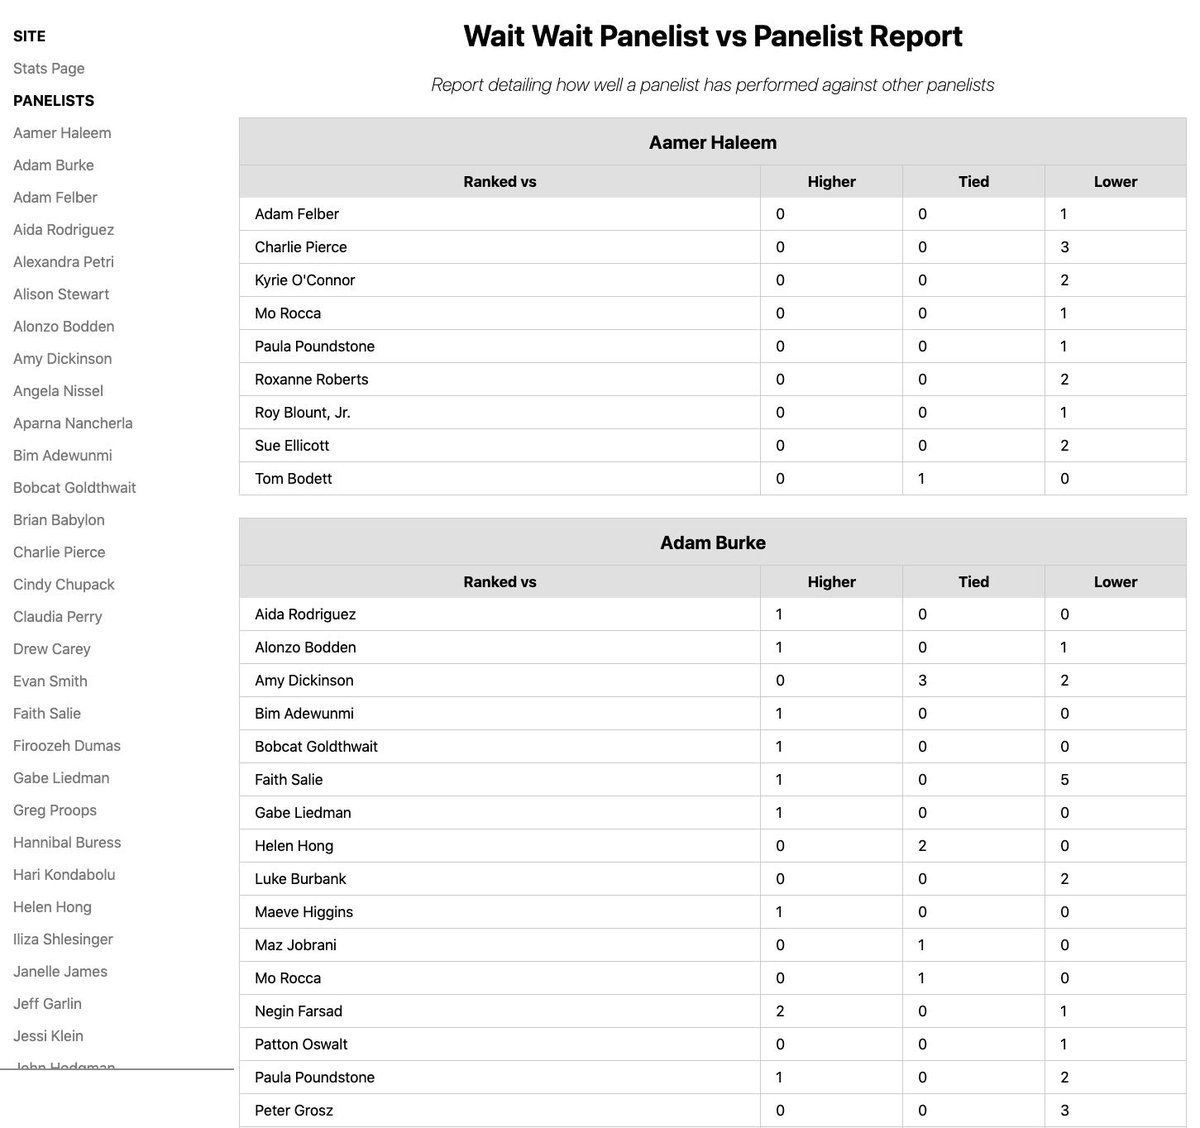 SITE
Stats Page
PANELISTS
Aamer Haleem
Adam Burke
Adam Felber
Aida Rodriguez
Alexandra Petri
Alison Stewart
Alonzo Bodden
Amy Dickinson
Angela Nissel
Aparna Nancherla
Bim Adewunmi
Bobcat Goldthwait
Brian Babylon
Charlie Pierce
Cindy Chupack
Claudia Perry
Drew Carey
Evan Smith
Faith Salie
Firoozeh Dumas
Gabe Liedman
Greg Proops
Hannibal Buress
Hari Kondabolu
Helen Hong
Iliza Shlesinger
Janelle James
Jeff Garlin
Jessi Klein
John Hodgman
Wait Wait Panelist vs Panelist Report
Report detailing how well a panelist has performed against other panelists
Aamer Haleem
Ranked vs Higher Tied Lower
Adam Felber 0 0 1
Charlie Pierce 0 0 3
Kyrie O'Connor 0 0 2
Mo Rocca 0 0 1
Paula Poundstone 0 0 1
Roxanne Roberts 0 0 2
Roy Blount, Jr. 0 0 1
Sue Ellicott 0 0 2
Tom Bodett 0 1 0
Adam Burke
Ranked vs Higher Tied Lower
Aida Rodriguez 1 0 0
Alonzo Bodden 1 0 1
Amy Dickinson 0 3 2
Bim Adewunmi 1 0 0
Bobcat Goldthwait 1 0 0
Faith Salie 1 0 5
Gabe Liedman 1 0 0
Helen Hong 0 2 0
Luke Burbank 0 0 2
Maeve Higgins 1 0 0
Maz Jobrani 0 1 0
Mo Rocca 0 1 0
Negin Farsad 2 0 1
Patton Oswalt 0 0 1
Paula Poundstone 1 0 2
Peter Grosz 0 0 3